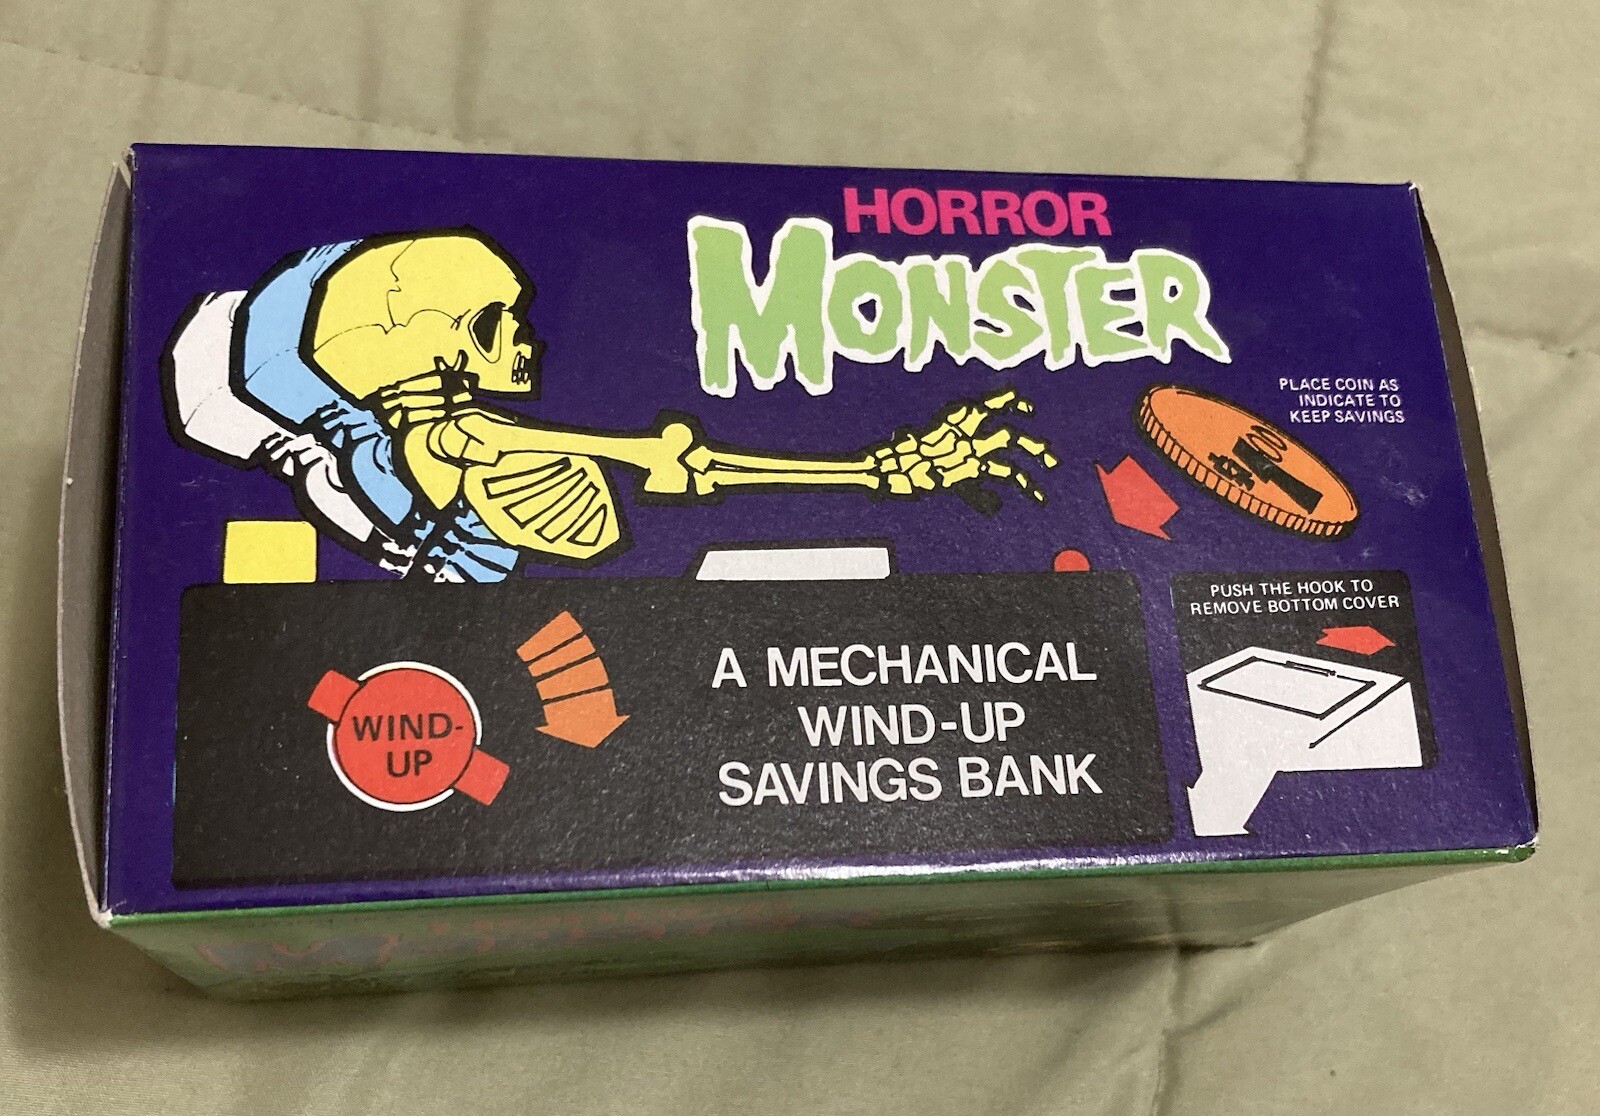 HORROR
MONSTER
PLACE COIN AS
INDICATE TO
KEEP SAVINGS
PUSH THE HOOK TO
REMOVE BOTTOM COVER
WIND-
UP
A MECHANICAL
WIND-UP
SAVINGS BANK